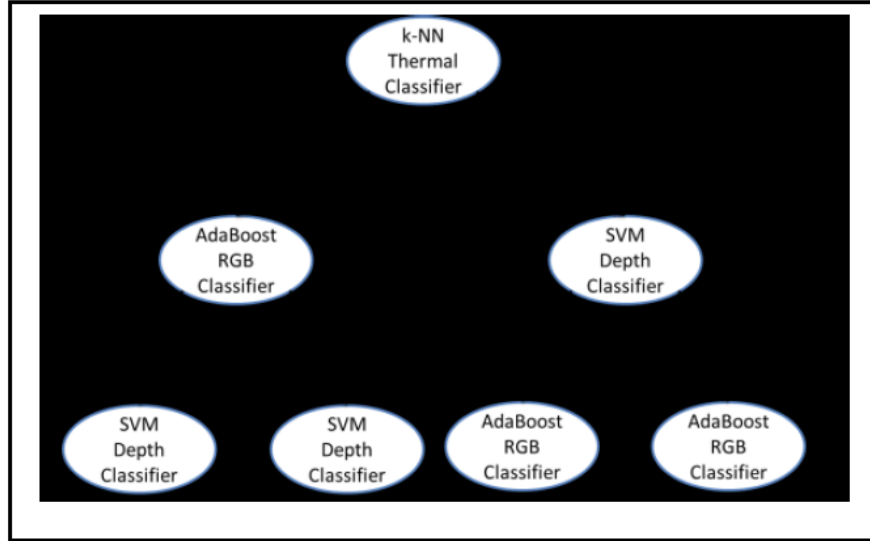 k-NN
Thermal
Classifier
AdaBoost
RGB
Classifier
SVM
Depth
Classifier
SVM
Depth
Classifier
SVM
Depth
Classifier
AdaBoost
RGB
Classifier
AdaBoost
RGB
Classifier